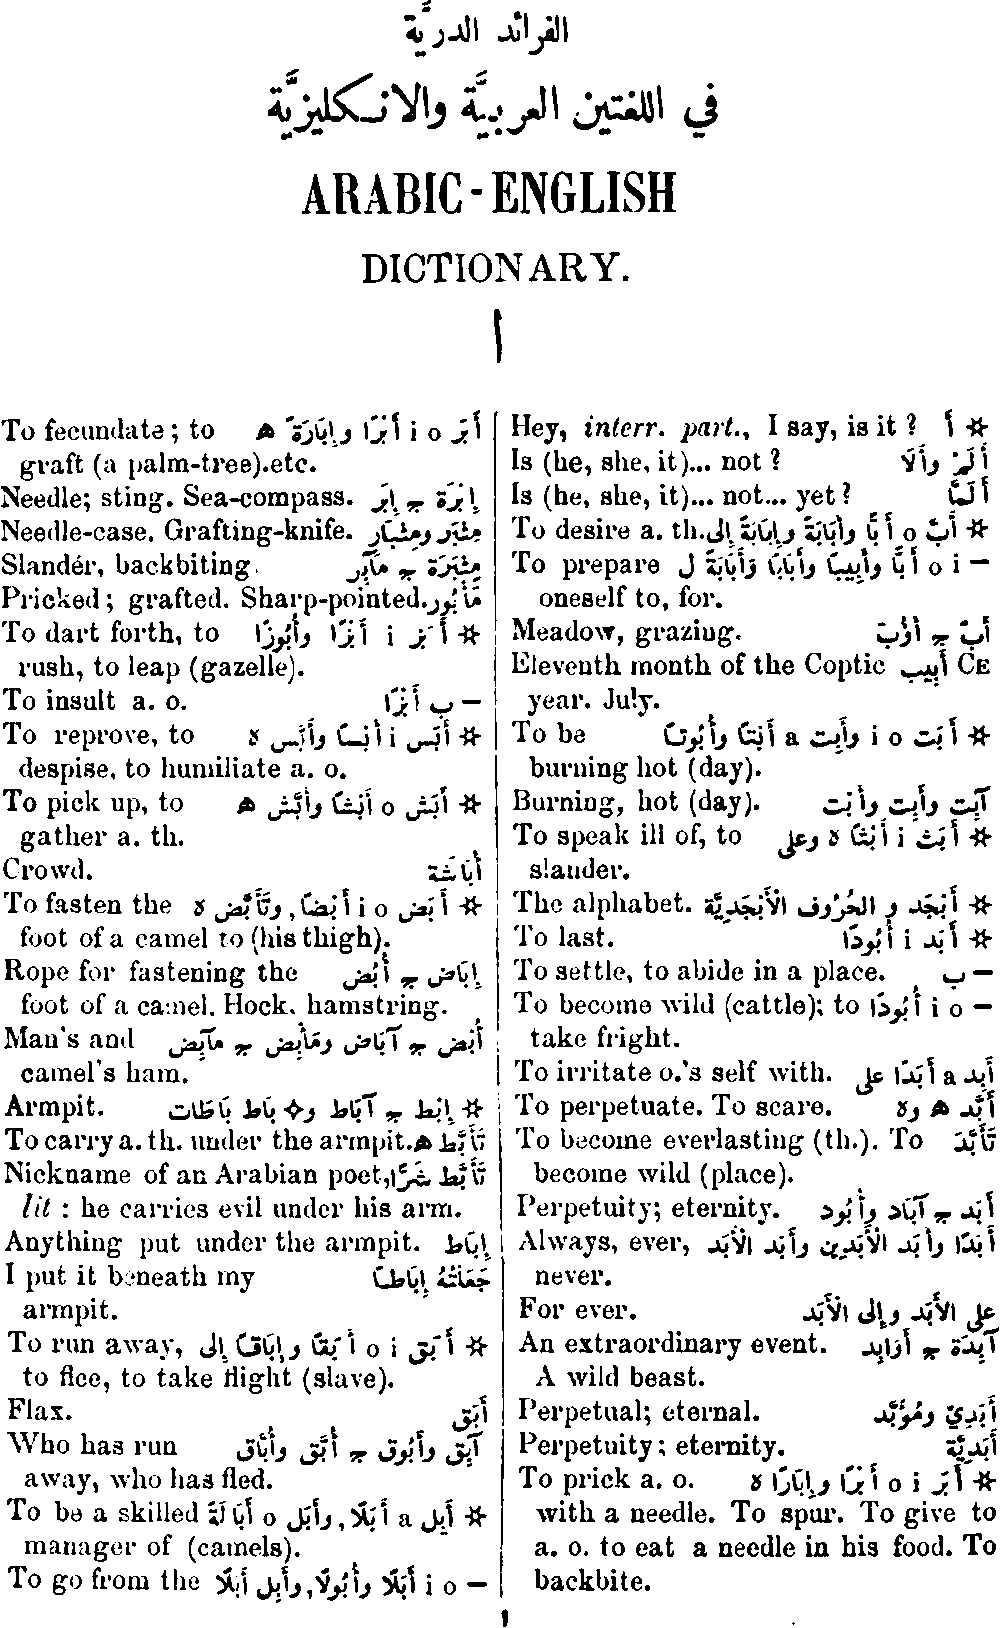 الفرائد الدريَّة
في اللغتين العربيَّة والانكليزيَّة
ARABIC-ENGLISH
DICTIONARY.
ا
Hey, interr. part., I say, is it ? أ ✲
Is (he, she, it)... not ? أَلَمْ وأَلَا
Is (he, she, it)... not... yet ? أَلَمَّا
To desire a. th. ✲ أَبَّ o أَبًّا وأَبَابَةً وإِبَابَةً إلى
To prepare — i o أَبًّا وأَبِيبًا وأَبَابًا وَأَبَابَةً ل
oneself to, for.
Meadow, grazing. أَبّ ج أَؤُبّ
Eleventh month of the Coptic أَبِيب CE
year. July.
To be ✲ أَبَت i o وأَبِت a أَبْتًا وأُبُوتًا
burning hot (day).
Burning, hot (day). آبِت وأَبِت وأَبْت
To speak ill of, to ✲ أَبَث i أَبْثًا ه وعلى
slander.
The alphabet. ✲ أَبْجَد و الحُرُوف الأَبْجَدِيَّة
To last. ✲ أَبَد i أُبُودًا
To settle, to abide in a place. — ب
To become wild (cattle); to — i o أُبُودًا
take fright.
To irritate o.'s self with. أَبِد a أَبَدًا على
To perpetuate. To scare. أَبَّد ه وه
To become everlasting (th.). To تَأَبَّدَ
become wild (place).
Perpetuity; eternity. أَبَد ج آبَاد وأُبُود
Always, ever, أَبَدًا وأَبَد الأَبَدِين وأَبَد الأَبَد
never.
For ever. على الأَبَد وإلى الأَبَد
An extraordinary event. آبِدَة ج أَوَابِد
A wild beast.
Perpetual; eternal. أَبَدِيّ ومُؤَبَّد
Perpetuity; eternity. أَبَدِيَّة
To prick a. o. ✲ أَبَر i o أَبْرًا وإِبَارًا ه
with a needle. To spur. To give to
a. o. to eat a needle in his food. To
backbite.
To fecundate; to أَبَر i o أَبْرًا وإِبَارَةً ه
graft (a palm-tree).etc.
Needle; sting. Sea-compass. إِبْرَة ج إِبَر
Needle-case. Grafting-knife. مِئْبَر ومِئْبَار
Slandér, backbiting. مِئْبَرَة ج مَآبِر
Pricked; grafted. Sharp-pointed. مَأْبُور
To dart forth, to ✲ أَبَز i أَبْزًا وأُبُوزًا
rush, to leap (gazelle).
To insult a. o. — ب أَبْزًا
To reprove, to ✲ أَبَس i أَبْسًا وأَبَّس ه
despise, to humiliate a. o.
To pick up, to ✲ أَبَش o أَبْشًا وأَبَّش ه
gather a. th.
Crowd. أُبَاشَة
To fasten the ✲ أَبَض i o أَبْضًا, وتَأَبَّض ه
foot of a camel to (his thigh).
Rope for fastening the إِبَاض ج أُبُض
foot of a camel. Hock. hamstring.
Man's and أُبْض ج آبَاض ومَأْبِض ج مَآبِض
camel's ham.
Armpit. ✲ إِبْط ج آبَاط و✧ بَاط بَاطَات
To carry a. th. under the armpit. تَأَبَّط ه
Nickname of an Arabian poet, تَأَبَّط شَرًّا
lit : he carries evil under his arm.
Anything put under the armpit. إِبَاط
I put it beneath my جَعَلْتُهُ إِبَاطًا
armpit.
To run away, ✲ أَبَق i o أَبَقًا وإِبَاقًا إلى
to flee, to take flight (slave).
Flax. أَبَق
Who has run آبِق وأَبُوق ج أُبَّق وأُبَّاق
away, who has fled.
To be a skilled ✲ أَبِل a أَبَلًا, وأَبَل o أَبَالَةً
manager of (camels).
To go from the — i o أَبْلًا وأُبُولًا, وأَبِل أَبَلًا
١